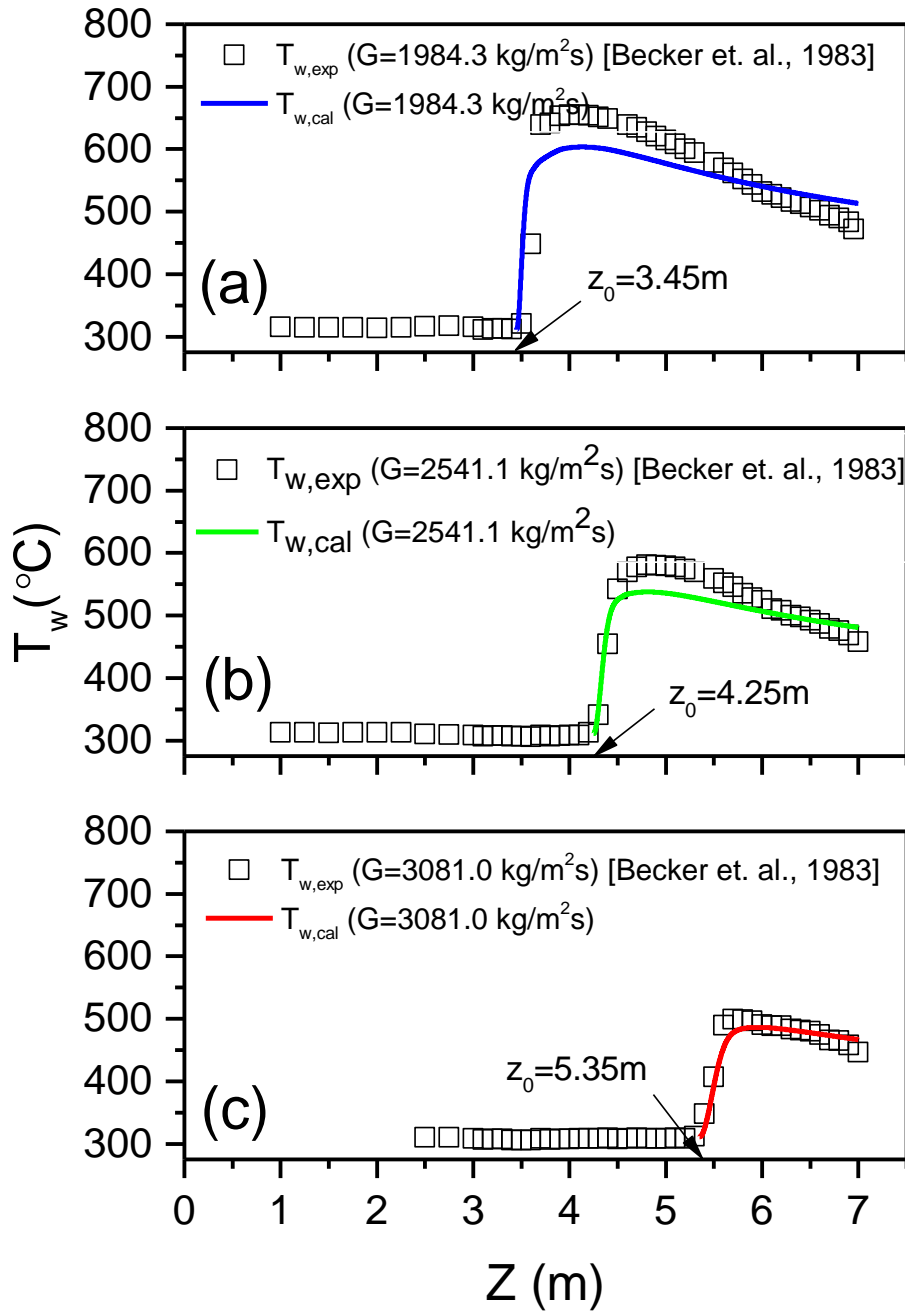 800
700
600
500
400
300
T_w,exp (G=1984.3 kg/m²s) [Becker et. al., 1983]
T_w,cal (G=1984.3 kg/m²s)
(a)
z_0=3.45m
800
700
600
500
400
300
T_w,exp (G=2541.1 kg/m²s) [Becker et. al., 1983]
T_w,cal (G=2541.1 kg/m²s)
(b)
z_0=4.25m
T_w(°C)
800
700
600
500
400
300
T_w,exp (G=3081.0 kg/m²s) [Becker et. al., 1983]
T_w,cal (G=3081.0 kg/m²s)
(c)
z_0=5.35m
0 1 2 3 4 5 6 7
Z (m)